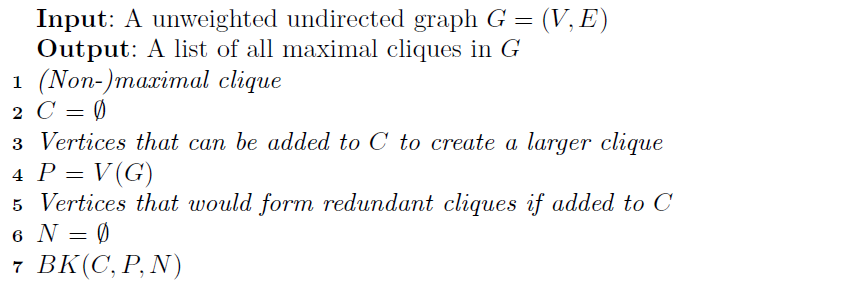 Input: A unweighted undirected graph G = (V, E)
Output: A list of all maximal cliques in G
1 (Non-)maximal clique
2 C = ∅
3 Vertices that can be added to C to create a larger clique
4 P = V(G)
5 Vertices that would form redundant cliques if added to C
6 N = ∅
7 BK(C, P, N)